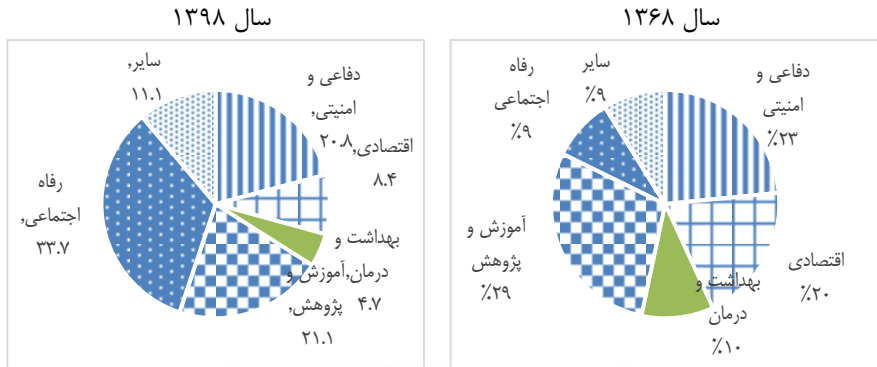 سال ۱۳۶۸
دفاعی و
امنیتی
٪۲۳
اقتصادی
٪۲۰
بهداشت و
درمان
٪۱۰
آموزش و
پژوهش
٪۲۹
رفاه
اجتماعی
٪۹
سایر
٪۹
سال ۱۳۹۸
دفاعی و
امنیتی,
۲۰.۸
اقتصادی,
۸.۴
بهداشت و
درمان,
۴.۷
آموزش و
پژوهش,
۲۱.۱
رفاه
اجتماعی,
۳۳.۷
سایر,
۱۱.۱